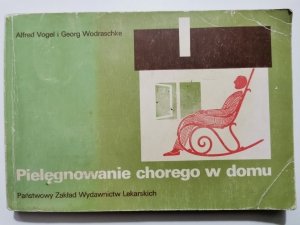 Alfred Vogel i Georg Wodraschke
Pielęgnowanie chorego w domu
Państwowy Zakład Wydawnictw Lekarskich